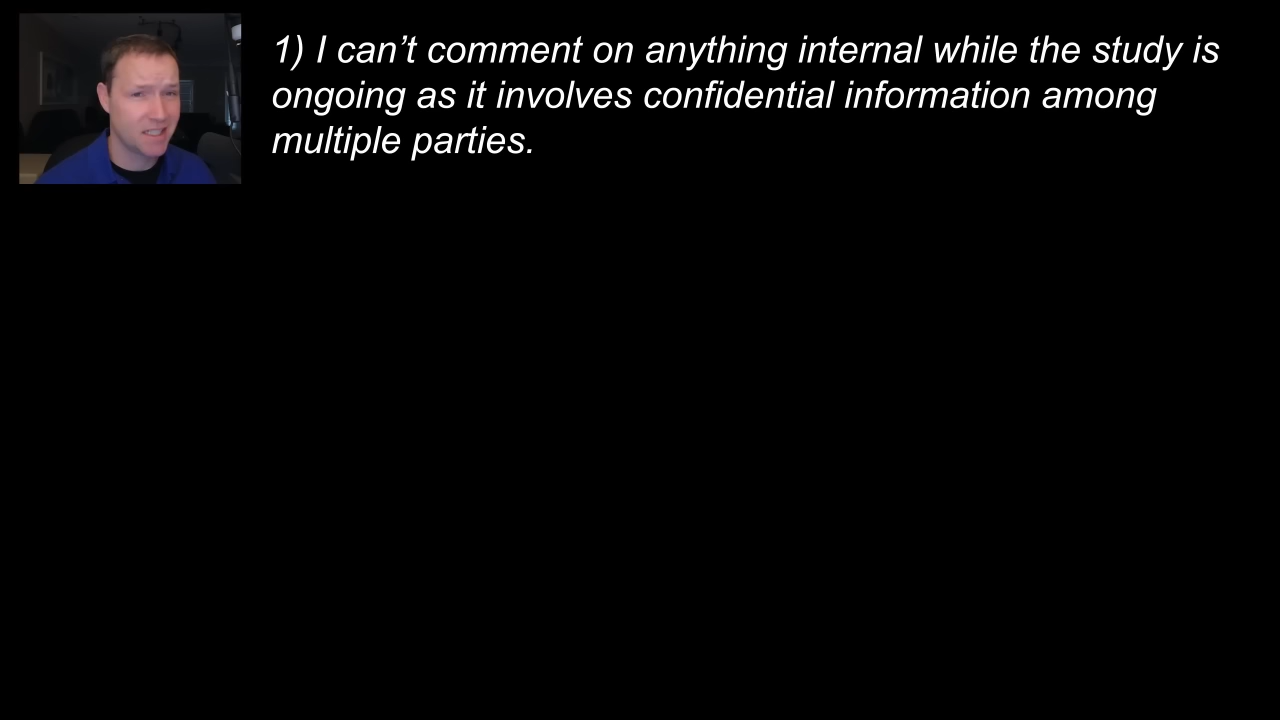 1) I can’t comment on anything internal while the study is
ongoing as it involves confidential information among
multiple parties.